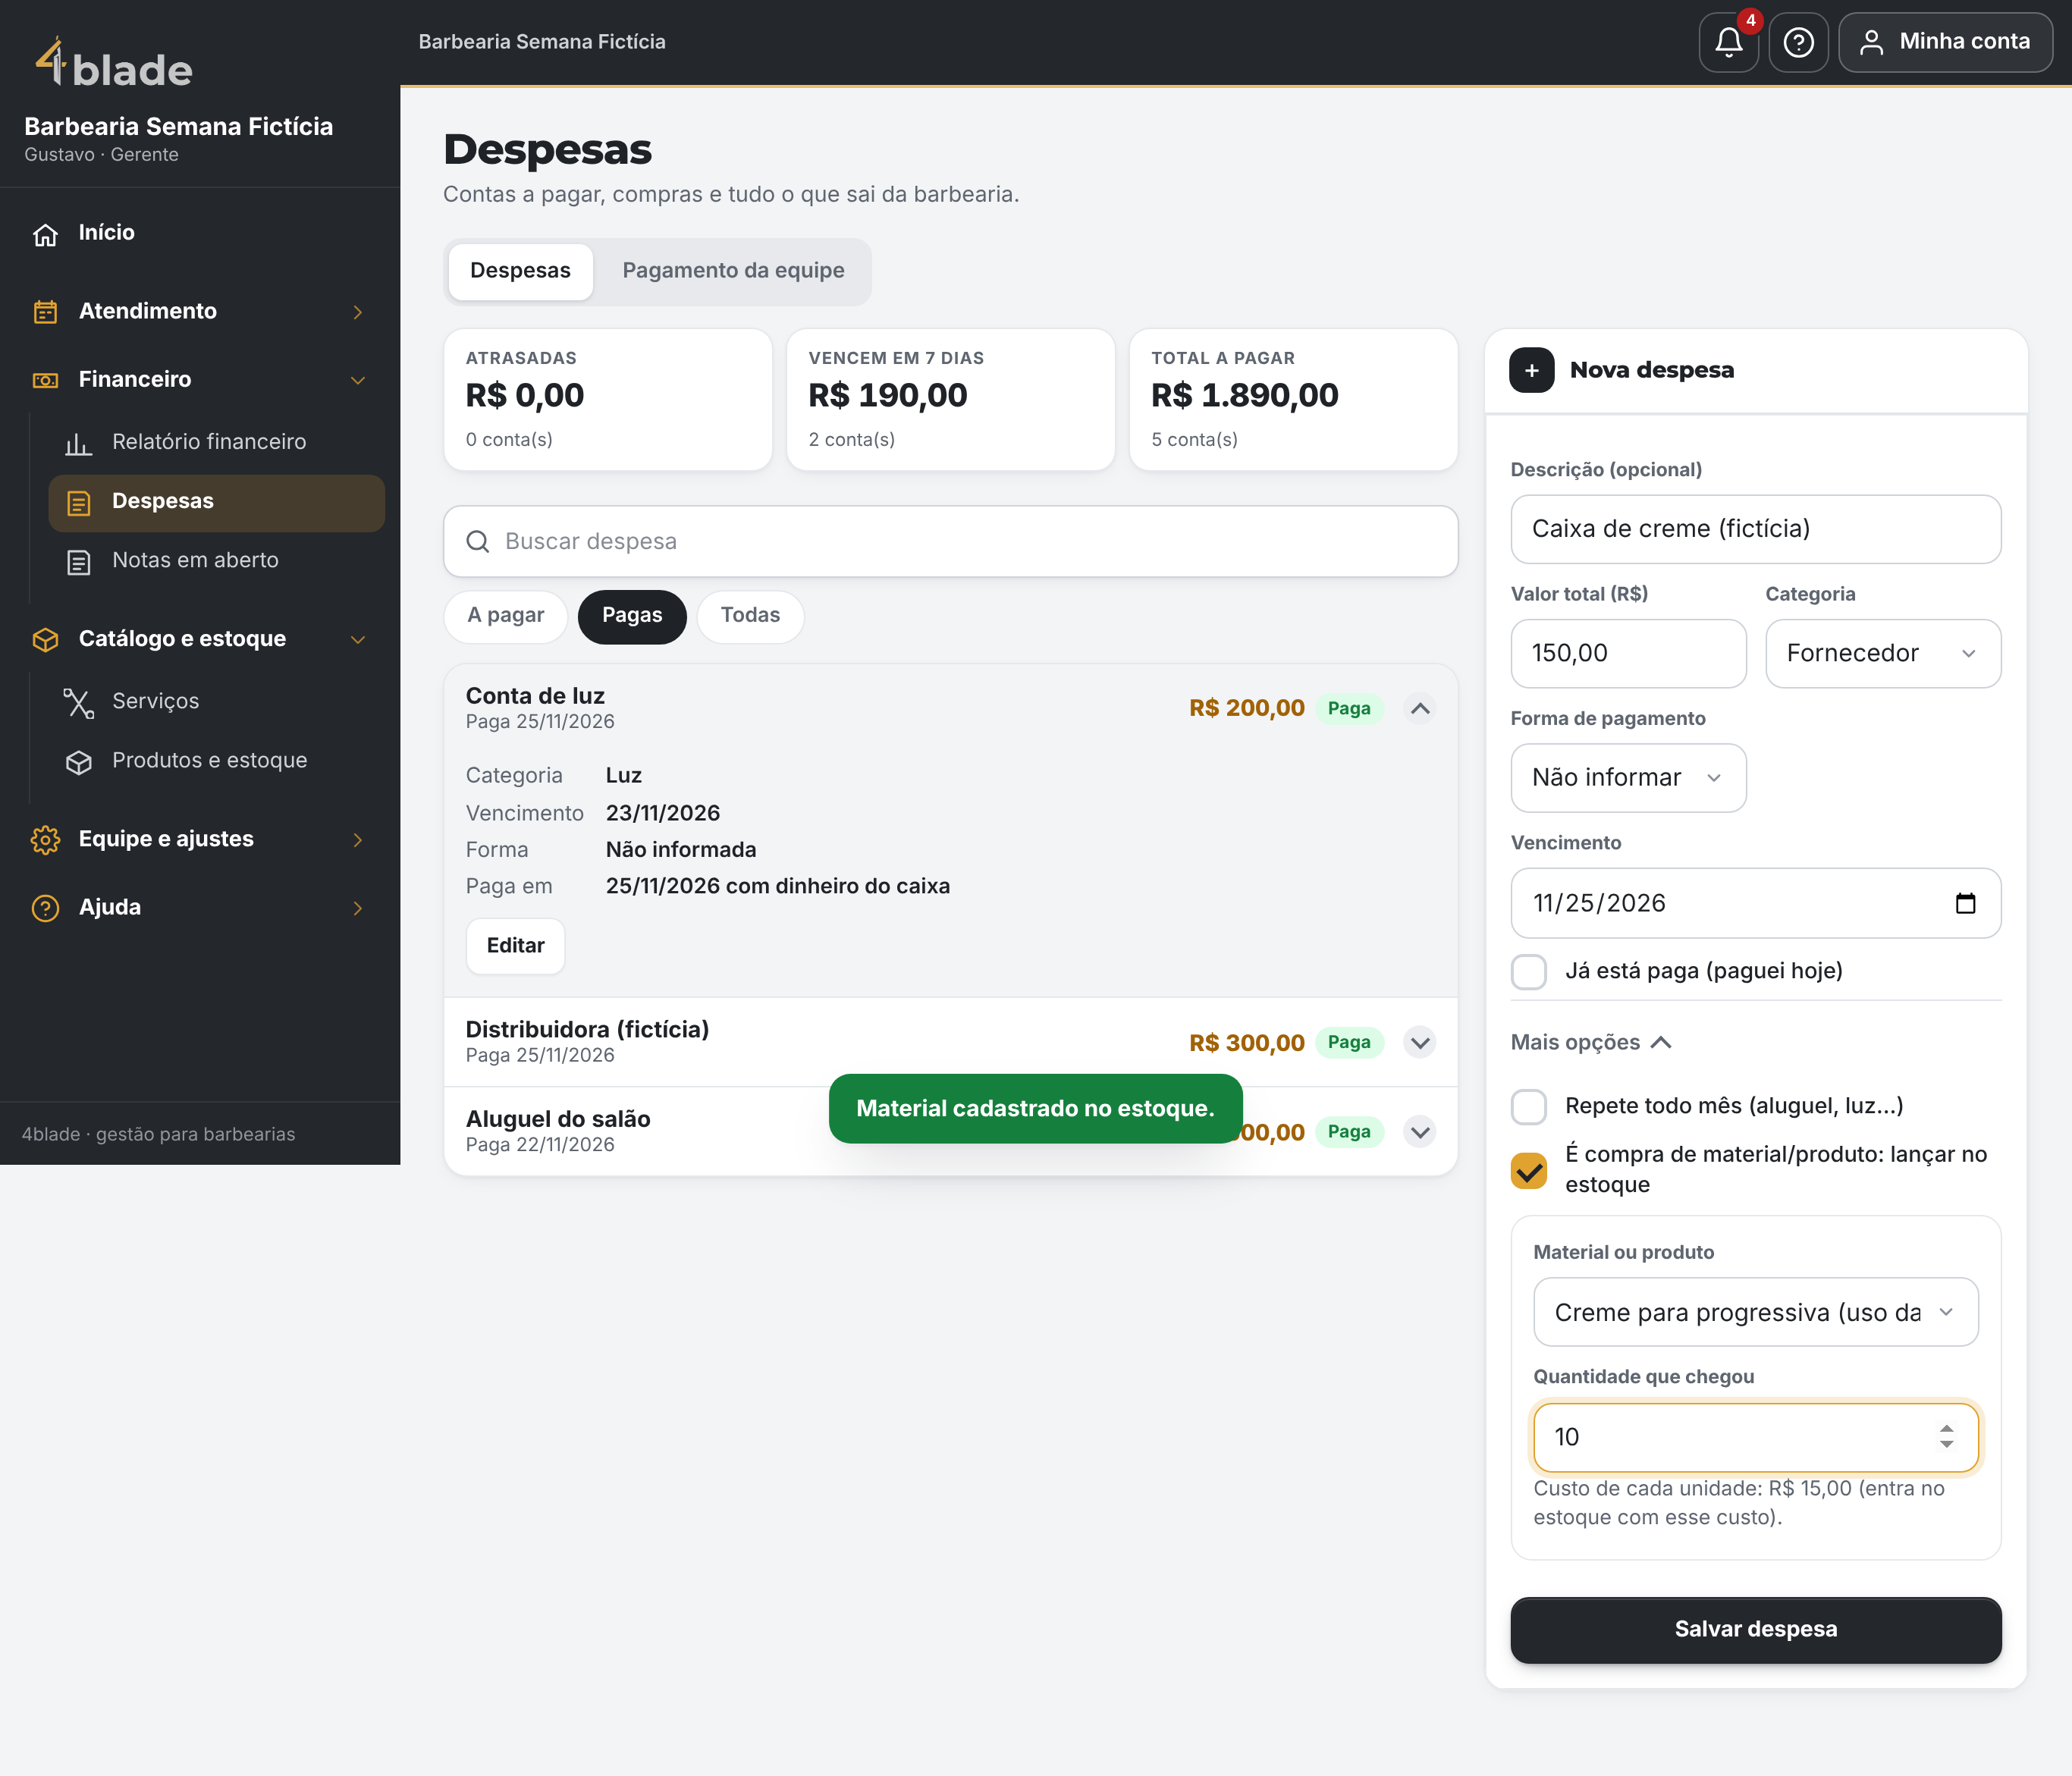 4blade
Barbearia Semana Fictícia
Gustavo · Gerente
Início
Atendimento
Financeiro
Relatório financeiro
Despesas
Notas em aberto
Catálogo e estoque
Serviços
Produtos e estoque
Equipe e ajustes
Ajuda
4blade · gestão para barbearias
Barbearia Semana Fictícia
4
Minha conta
Despesas
Contas a pagar, compras e tudo o que sai da barbearia.
Despesas
Pagamento da equipe
ATRASADAS
R$ 0,00
0 conta(s)
VENCEM EM 7 DIAS
R$ 190,00
2 conta(s)
TOTAL A PAGAR
R$ 1.890,00
5 conta(s)
Buscar despesa
A pagar
Pagas
Todas
Conta de luz
Paga 25/11/2026
R$ 200,00
Paga
Categoria Luz
Vencimento 23/11/2026
Forma Não informada
Paga em 25/11/2026 com dinheiro do caixa
Editar
Distribuidora (fictícia)
Paga 25/11/2026
R$ 300,00
Paga
Aluguel do salão
Paga 22/11/2026
00,00
Paga
Material cadastrado no estoque.
+ Nova despesa
Descrição (opcional)
Caixa de creme (fictícia)
Valor total (R$)
150,00
Categoria
Fornecedor
Forma de pagamento
Não informar
Vencimento
11/25/2026
Já está paga (paguei hoje)
Mais opções
Repete todo mês (aluguel, luz...)
É compra de material/produto: lançar no
estoque
Material ou produto
Creme para progressiva (uso da
Quantidade que chegou
10
Custo de cada unidade: R$ 15,00 (entra no
estoque com esse custo).
Salvar despesa